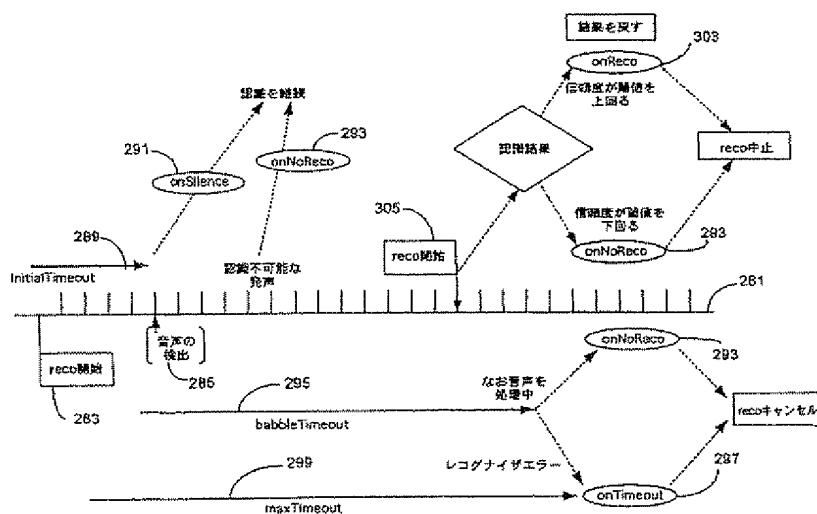 結果を戻す
303
305
onReco
認識を継続
信頼度が閾値を
上回る
293
291
onNoReco
認識結果
reco中止
onSilence
305
信頼度が閾値を
下回る
293
289
reco開始
onNoReco
InitialTimeout
認識不可能な
発声
281
音声の
検出
onNoReco
reco開始
285
293
283
295
なお音声を
処理中
babbleTimeout
recoキャンセル
レコグナイザエラー
297
299
onTimeout
maxTimeout